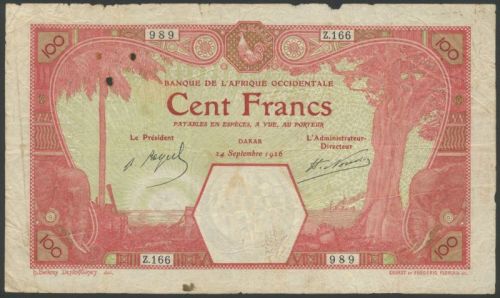 100 989 Z.166 100
BANQUE DE L'AFRIQUE OCCIDENTALE
Cent Francs
PAYABLES EN ESPÈCES, A VUE, AU PORTEUR
Le Président DAKAR L'Administrateur-
Directeur
24 Septembre 1926
100 Z.166 989 100